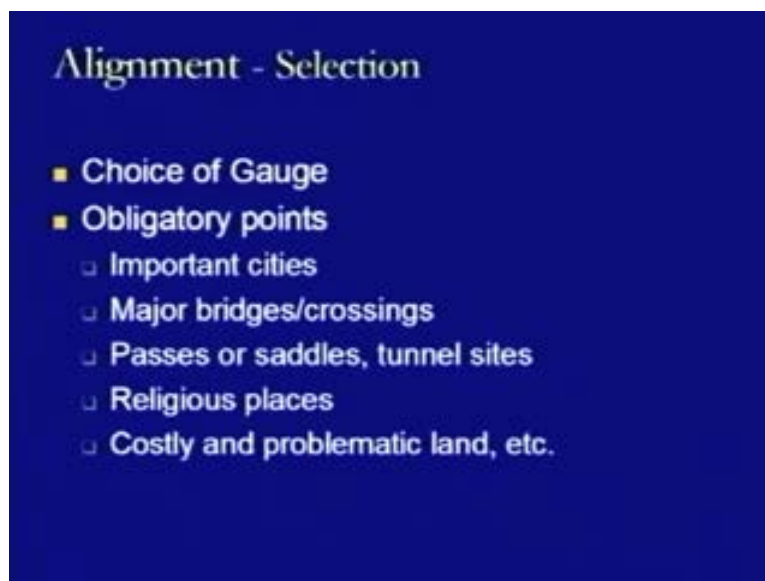 Alignment - Selection
Choice of Gauge
Obligatory points
Important cities
Major bridges/crossings
Passes or saddles, tunnel sites
Religious places
Costly and problematic land, etc.